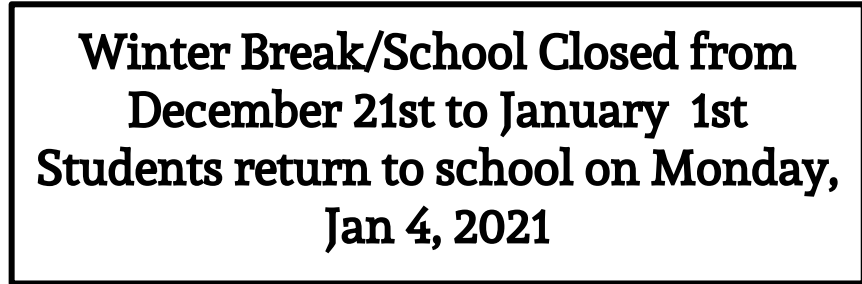 Winter Break/School Closed from
December 21st to January  1st
Students return to school on Monday,
Jan 4, 2021